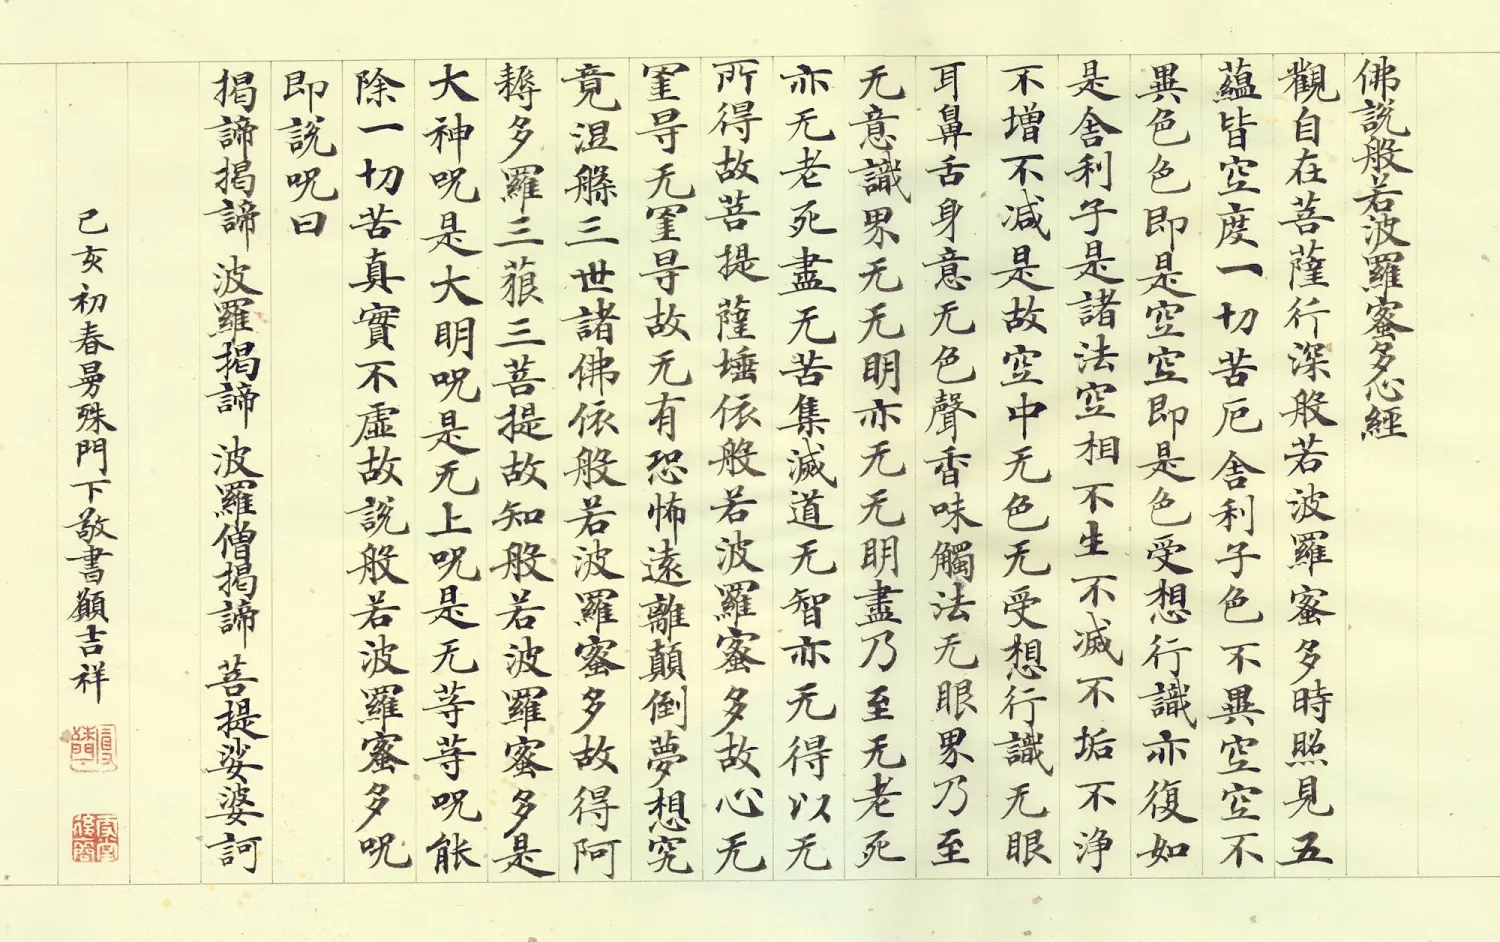 佛說般若波羅蜜多心經
觀自在菩薩行深般若波羅蜜多時照見五
蘊皆空度一切苦厄舍利子色不異空空不
異色色即是空空即是色受想行識亦復如
是舍利子是諸法空相不生不滅不垢不淨
不增不減是故空中无色无受想行識无眼
耳鼻舌身意无色聲香味觸法无眼界乃至
无意識界无无明亦无无明盡乃至无老死
亦无老死盡无苦集滅道无智亦无得以无
所得故菩提薩埵依般若波羅蜜多故心无
罣㝵无罣㝵故无有恐怖遠離顛倒夢想究
竟涅槃三世諸佛依般若波羅蜜多故得阿
耨多羅三藐三菩提故知般若波羅蜜多是
大神呪是大明呪是无上呪是无等等呪能
除一切苦真實不虛故說般若波羅蜜多呪
即說呪曰
揭諦揭諦 波羅揭諦 波羅僧揭諦 菩提娑婆訶
己亥初春曼殊門下敬書願吉祥